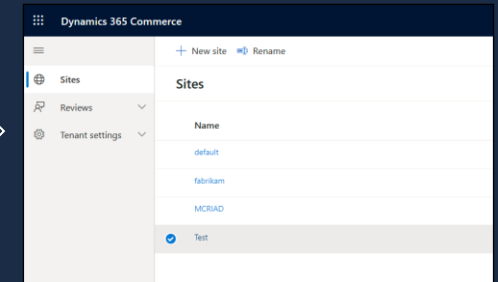 Dynamics 365 Commerce
New site Rename
Sites
Reviews
Tenant settings
Sites
Name
default
fabrikam
MCRIAD
Test